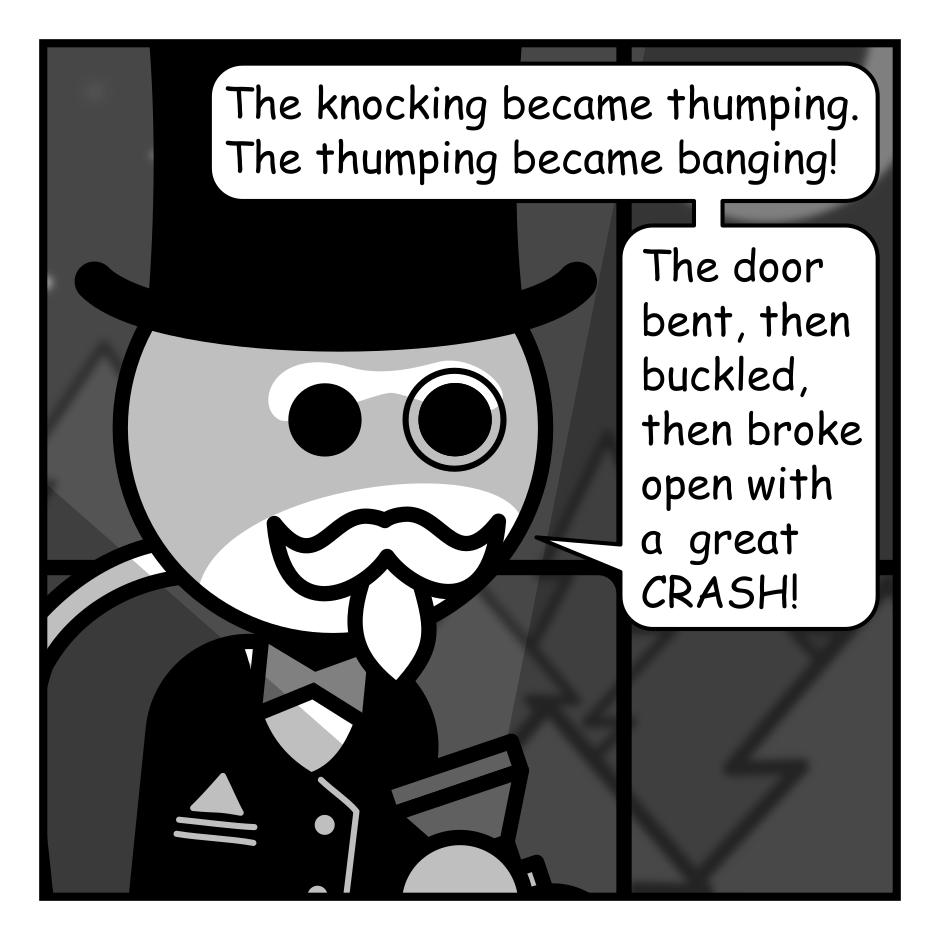 The knocking became thumping.
The thumping became banging!
The door
bent, then
buckled,
then broke
open with
a great
CRASH!